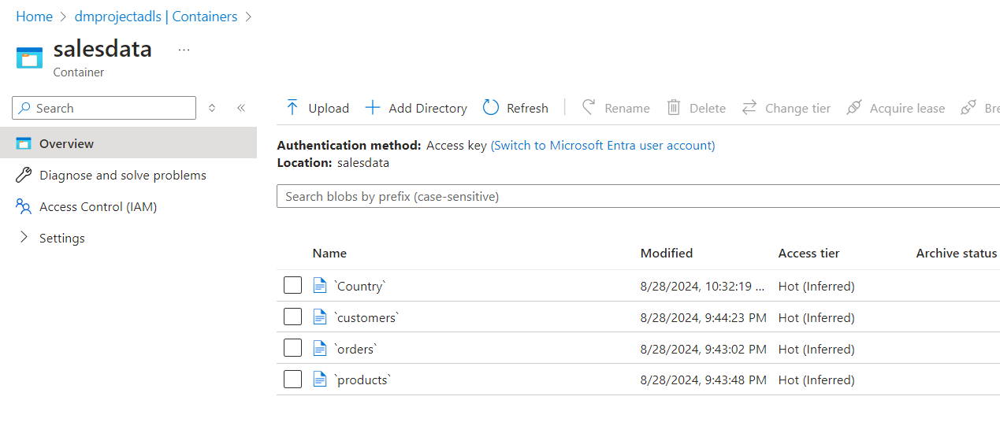 Home > dmprojectadls | Containers >
salesdata ...
Container
Search
Upload Add Directory Refresh Rename Delete Change tier Acquire lease Bre
Overview
Diagnose and solve problems
Access Control (IAM)
Settings
Authentication method: Access key (Switch to Microsoft Entra user account)
Location: salesdata
Search blobs by prefix (case-sensitive)
Name Modified Access tier Archive status
`Country` 8/28/2024, 10:32:19 ... Hot (Inferred)
`customers` 8/28/2024, 9:44:23 PM Hot (Inferred)
`orders` 8/28/2024, 9:43:02 PM Hot (Inferred)
`products` 8/28/2024, 9:43:48 PM Hot (Inferred)